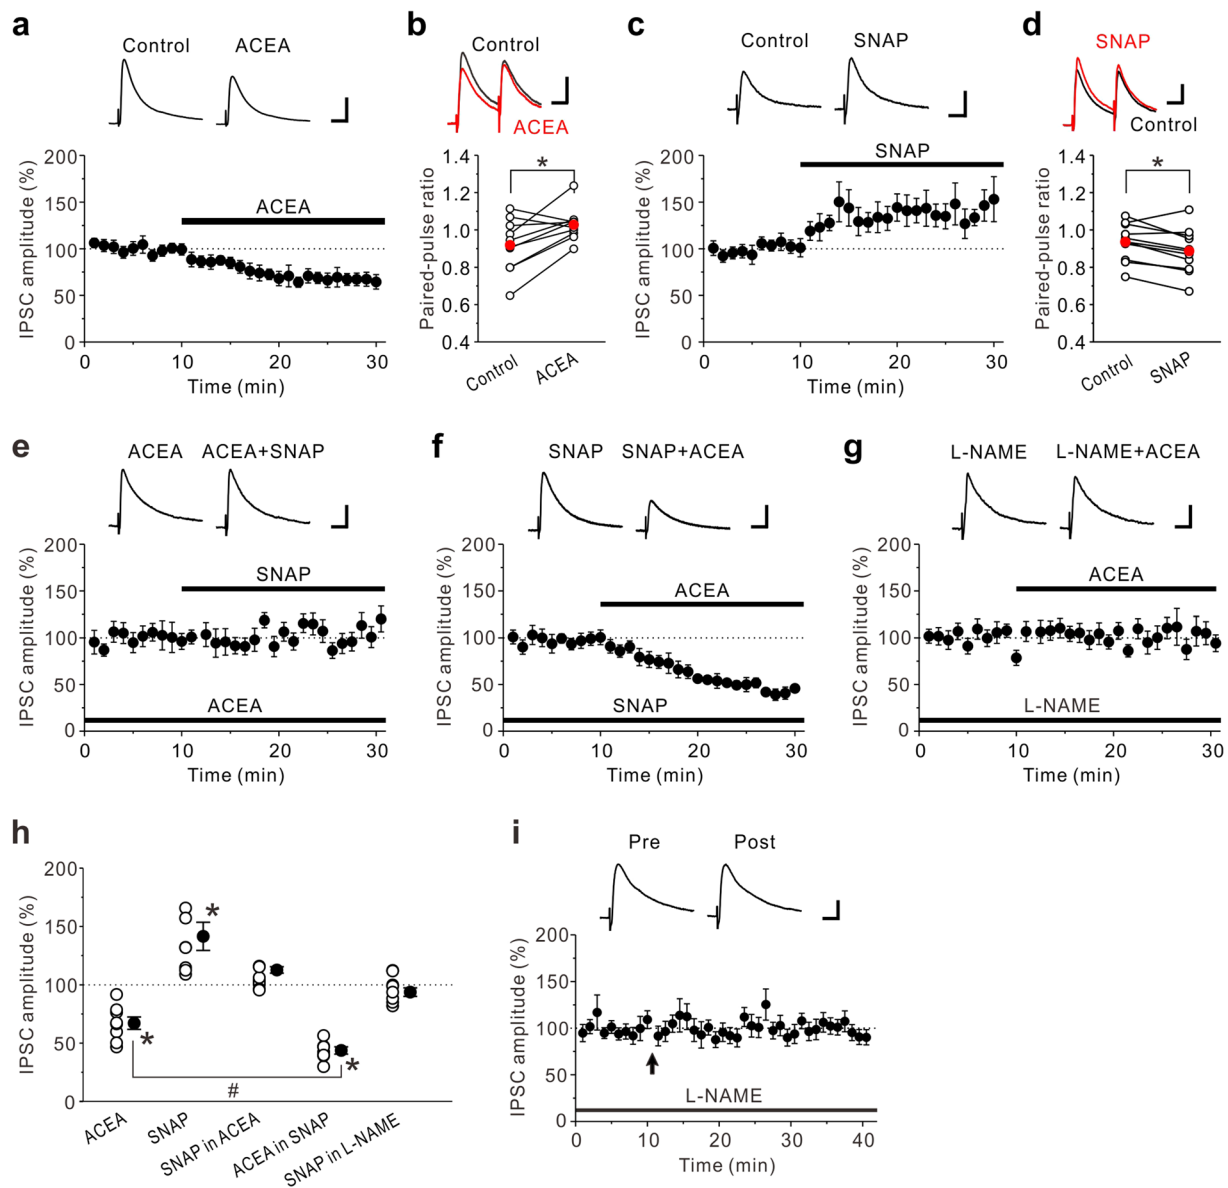 a
Control
ACEA
IPSC amplitude (%)
200
150
100
50
0
ACEA
0
10
20
30
Time (min)
b
Control
ACEA
Paired-pulse ratio
1.4
1.2
1.0
0.8
0.6
0.4
*
Control
ACEA
c
Control
SNAP
IPSC amplitude (%)
200
150
100
50
0
SNAP
0
10
20
30
Time (min)
d
SNAP
Control
Paired-pulse ratio
1.4
1.2
1.0
0.8
0.6
0.4
*
Control
SNAP
e
ACEA
ACEA+SNAP
IPSC amplitude (%)
200
150
100
50
0
SNAP
ACEA
0
10
20
30
Time (min)
f
SNAP
SNAP+ACEA
IPSC amplitude (%)
200
150
100
50
0
ACEA
SNAP
0
10
20
30
Time (min)
g
L-NAME
L-NAME+ACEA
IPSC amplitude (%)
200
150
100
50
0
ACEA
L-NAME
0
10
20
30
Time (min)
h
IPSC amplitude (%)
200
150
100
50
0
*
*
*
#
ACEA
SNAP
SNAP in ACEA
ACEA in SNAP
SNAP in L-NAME
i
Pre
Post
IPSC amplitude (%)
200
150
100
50
0
L-NAME
0
10
20
30
40
Time (min)